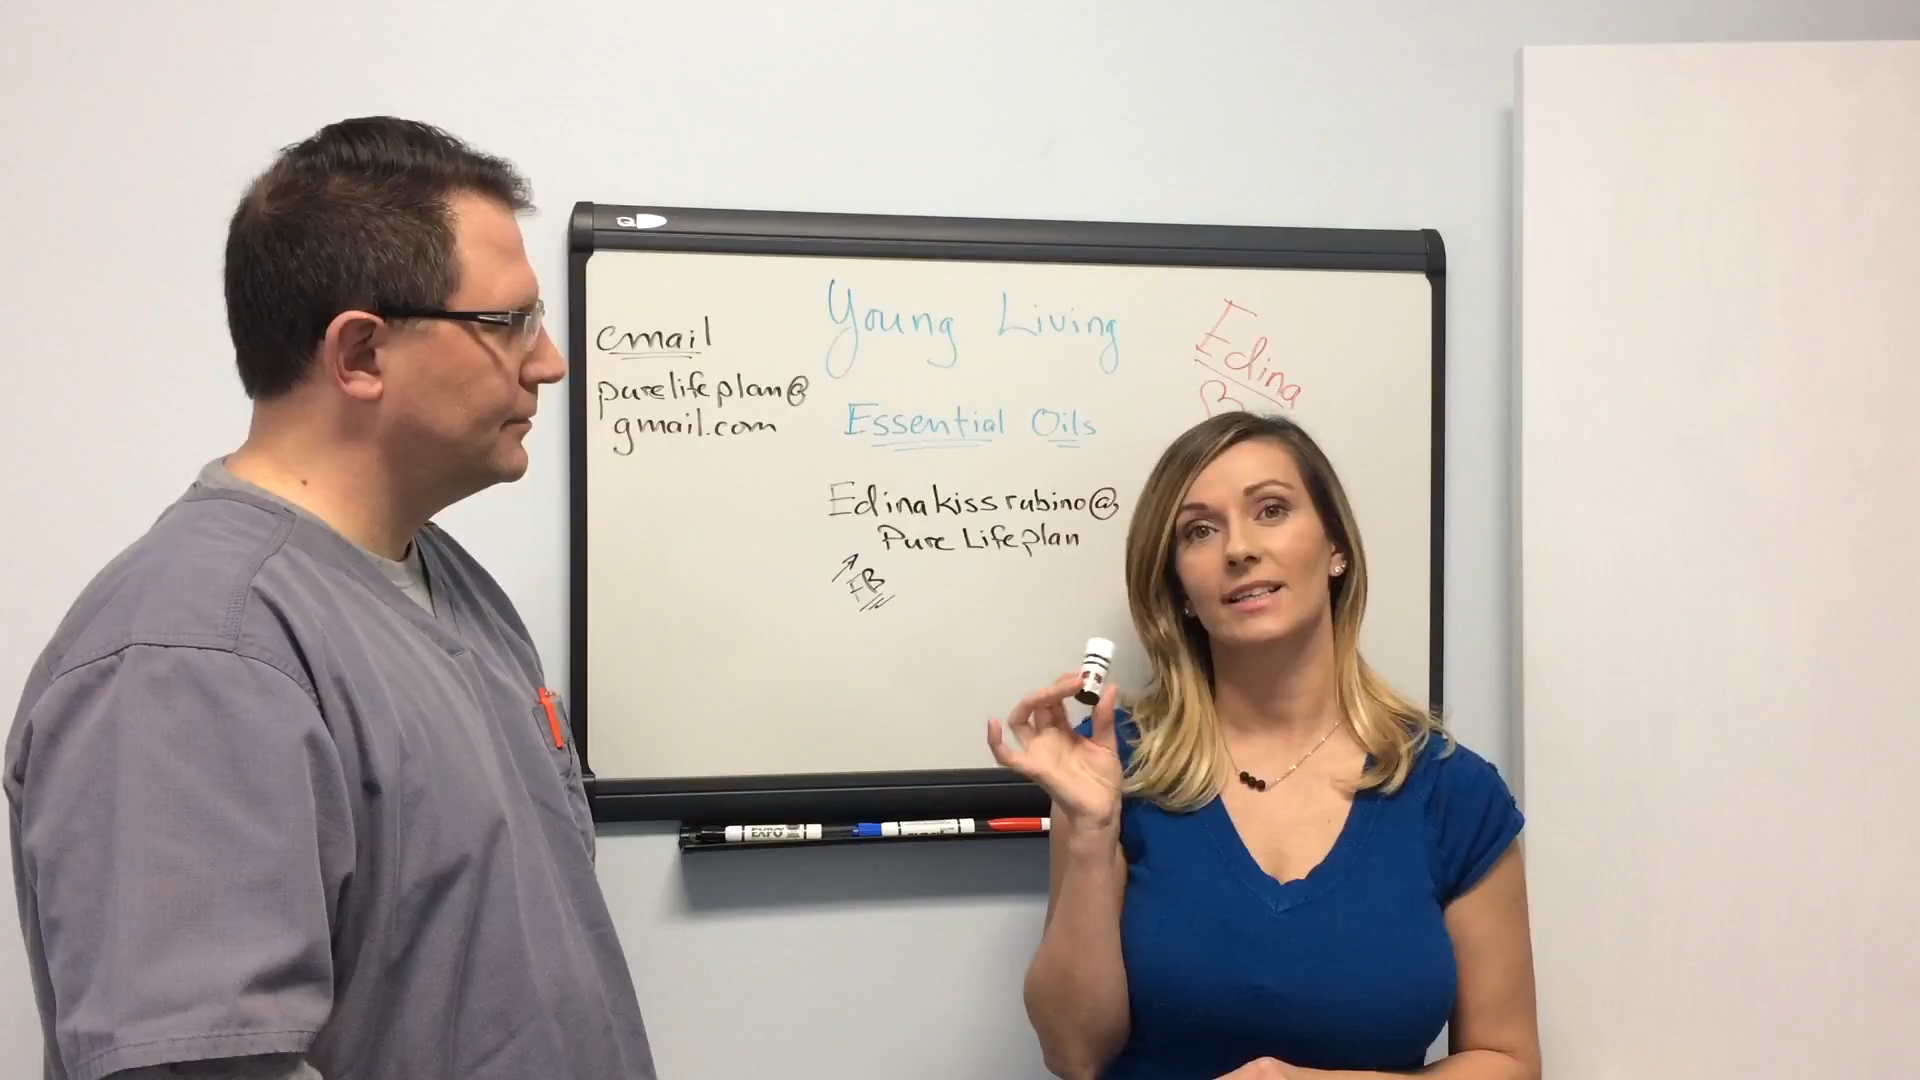 email
purelifeplan@
gmail.com
Young Living
Essential Oils
Edinakissrubino@
Pure Lifeplan
FB
Edina
EXPO